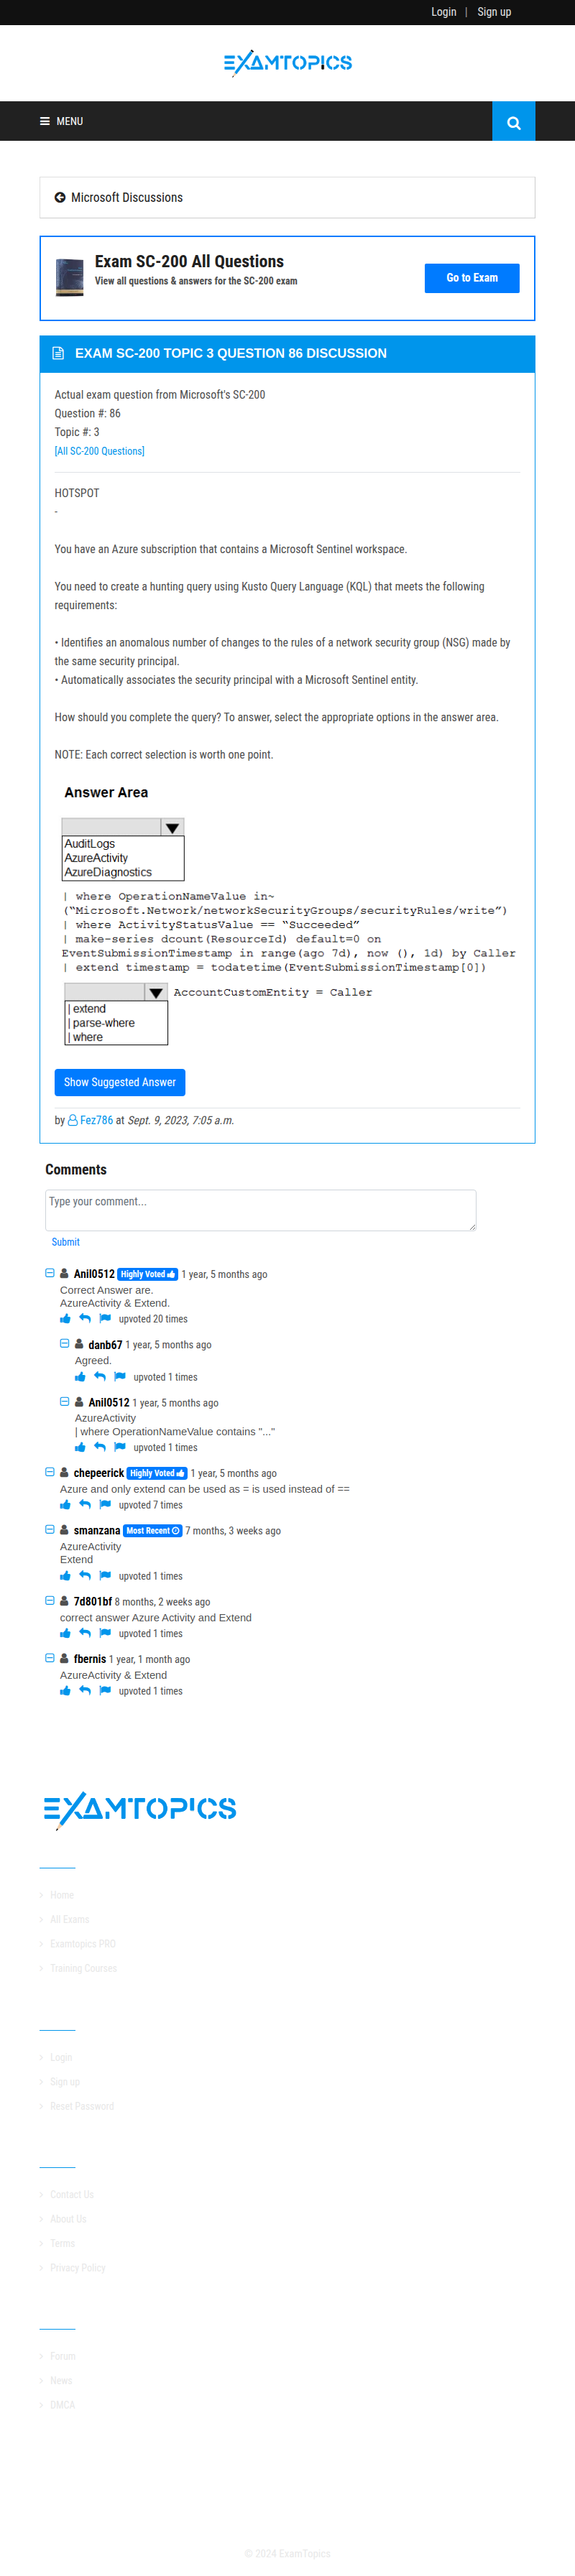 Login | Sign up
EXAMTOPICS
MENU
Microsoft Discussions
Exam SC-200 All Questions
View all questions & answers for the SC-200 exam
Go to Exam
EXAM SC-200 TOPIC 3 QUESTION 86 DISCUSSION
Actual exam question from Microsoft's SC-200
Question #: 86
Topic #: 3
[All SC-200 Questions]
HOTSPOT
-
You have an Azure subscription that contains a Microsoft Sentinel workspace.
You need to create a hunting query using Kusto Query Language (KQL) that meets the following
requirements:
• Identifies an anomalous number of changes to the rules of a network security group (NSG) made by
the same security principal.
• Automatically associates the security principal with a Microsoft Sentinel entity.
How should you complete the query? To answer, select the appropriate options in the answer area.
NOTE: Each correct selection is worth one point.
Answer Area
AuditLogs
AzureActivity
AzureDiagnostics
| where OperationNameValue in~
(“Microsoft.Network/networkSecurityGroups/securityRules/write”)
| where ActivityStatusValue == “Succeeded”
| make-series dcount(ResourceId) default=0 on
EventSubmissionTimestamp in range(ago 7d), now (), 1d) by Caller
| extend timestamp = todatetime(EventSubmissionTimestamp[0])
AccountCustomEntity = Caller
| extend
| parse-where
| where
Show Suggested Answer
by Fez786 at Sept. 9, 2023, 7:05 a.m.
Comments
Type your comment...
Submit
Anil0512 Highly Voted 1 year, 5 months ago
Correct Answer are.
AzureActivity & Extend.
upvoted 20 times
danb67 1 year, 5 months ago
Agreed.
upvoted 1 times
Anil0512 1 year, 5 months ago
AzureActivity
| where OperationNameValue contains "..."
upvoted 1 times
chepeerick Highly Voted 1 year, 5 months ago
Azure and only extend can be used as = is used instead of ==
upvoted 7 times
smanzana Most Recent 7 months, 3 weeks ago
AzureActivity
Extend
upvoted 1 times
7d801bf 8 months, 2 weeks ago
correct answer Azure Activity and Extend
upvoted 1 times
fbernis 1 year, 1 month ago
AzureActivity & Extend
upvoted 1 times
EXAMTOPICS
Home
All Exams
Examtopics PRO
Training Courses
Login
Sign up
Reset Password
Contact Us
About Us
Terms
Privacy Policy
Forum
News
DMCA
© 2024 ExamTopics